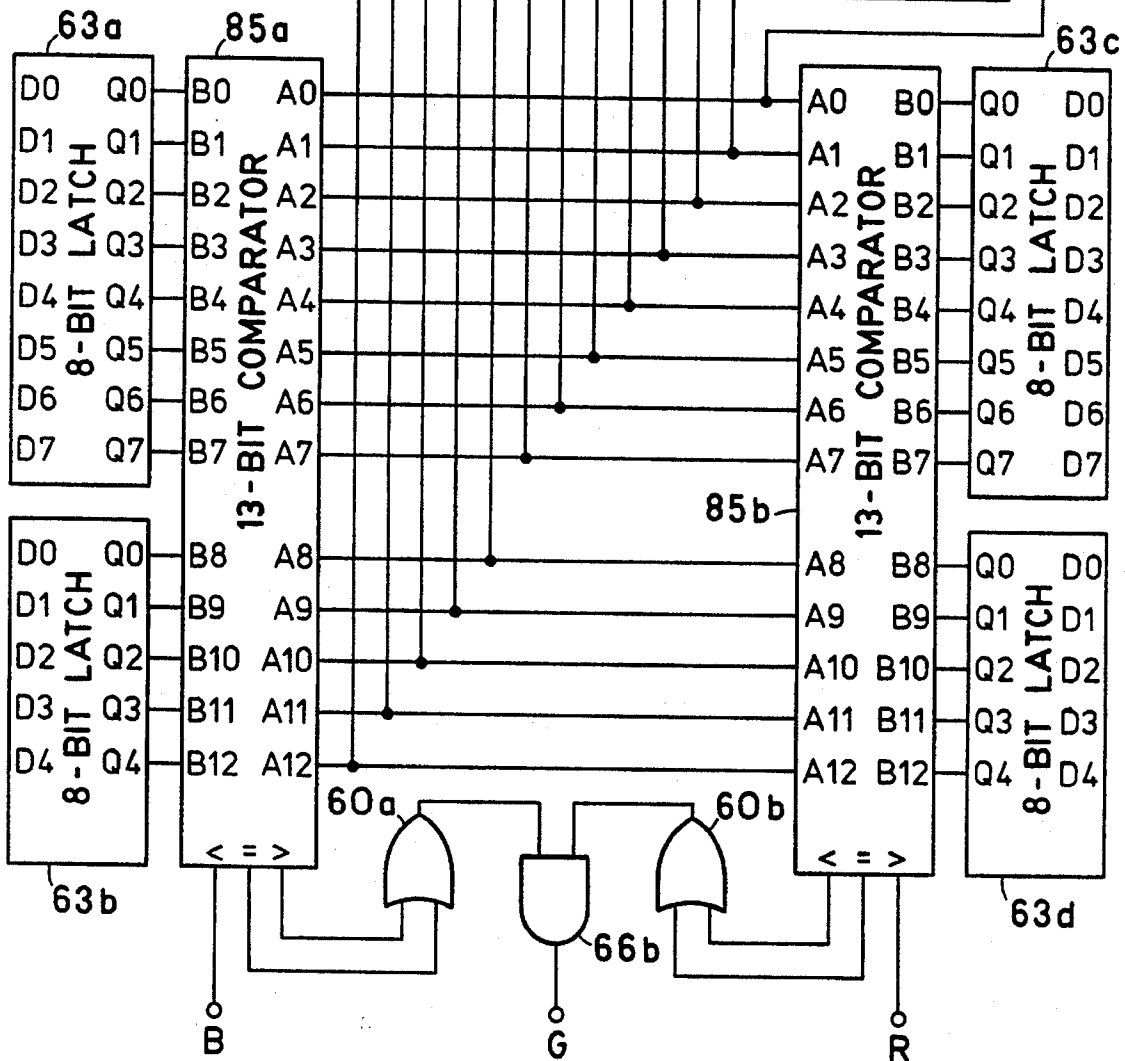 63a 85a 63c
D0 Q0 B0 A0 A0 B0 Q0 D0
D1 Q1 B1 A1 A1 B1 Q1 D1
D2 Q2 B2 A2 A2 B2 Q2 D2
D3 Q3 B3 A3 A3 B3 Q3 D3
D4 Q4 B4 A4 A4 B4 Q4 D4
D5 Q5 B5 A5 A5 B5 Q5 D5
D6 Q6 B6 A6 A6 B6 Q6 D6
D7 Q7 B7 A7 A7 B7 Q7 D7
8-BIT LATCH
13-BIT COMPARATOR
13-BIT COMPARATOR
8-BIT LATCH
85b
D0 Q0 B8 A8 A8 B8 Q0 D0
D1 Q1 B9 A9 A9 B9 Q1 D1
D2 Q2 B10 A10 A10 B10 Q2 D2
D3 Q3 B11 A11 A11 B11 Q3 D3
D4 Q4 B12 A12 A12 B12 Q4 D4
8-BIT LATCH
8-BIT LATCH
60a 60b
< = > < = >
63b 66b 63d
B G R